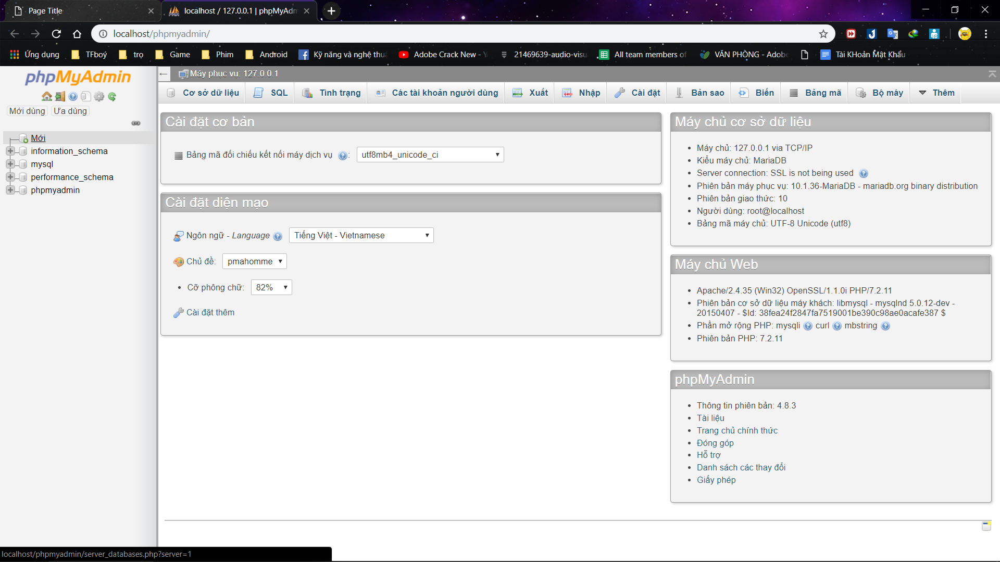 Page Title
localhost / 127.0.0.1 | phpMyAdm
localhost/phpmyadmin/
Ứng dụng
TFboý
trọ
Game
Phim
Android
Kỹ năng và nghệ thu
Adobe Crack New - Y
21469639-audio-visu
All team members of
VĂN PHÒNG - Adobe
Tài KHoản Mật Khẩu
phpMyAdmin
Mới dùng
Ưa dùng
Mới
information_schema
mysql
performance_schema
phpmyadmin
Máy phục vụ: 127.0.0.1
Cơ sở dữ liệu
SQL
Tình trạng
Các tài khoản người dùng
Xuất
Nhập
Cài đặt
Bản sao
Biến
Bảng mã
Bộ máy
Thêm
Cài đặt cơ bản
Bảng mã đối chiếu kết nối máy dịch vụ :
utf8mb4_unicode_ci
Cài đặt diện mạo
Ngôn ngữ - Language
Tiếng Việt - Vietnamese
Chủ đề:
pmahomme
Cỡ phông chữ:
82%
Cài đặt thêm
Máy chủ cơ sở dữ liệu
Máy chủ: 127.0.0.1 via TCP/IP
Kiểu máy chủ: MariaDB
Server connection: SSL is not being used
Phiên bản máy phục vụ: 10.1.36-MariaDB - mariadb.org binary distribution
Phiên bản giao thức: 10
Người dùng: root@localhost
Bảng mã máy chủ: UTF-8 Unicode (utf8)
Máy chủ Web
Apache/2.4.35 (Win32) OpenSSL/1.1.0i PHP/7.2.11
Phiên bản cơ sở dữ liệu máy khách: libmysql - mysqlnd 5.0.12-dev -
20150407 - $Id: 38fea24f2847fa7519001be390c98ae0acafe387 $
Phần mở rộng PHP: mysqli curl mbstring
Phiên bản PHP: 7.2.11
phpMyAdmin
Thông tin phiên bản: 4.8.3
Tài liệu
Trang chủ chính thức
Đóng góp
Hỗ trợ
Danh sách các thay đổi
Giấy phép
localhost/phpmyadmin/server_databases.php?server=1